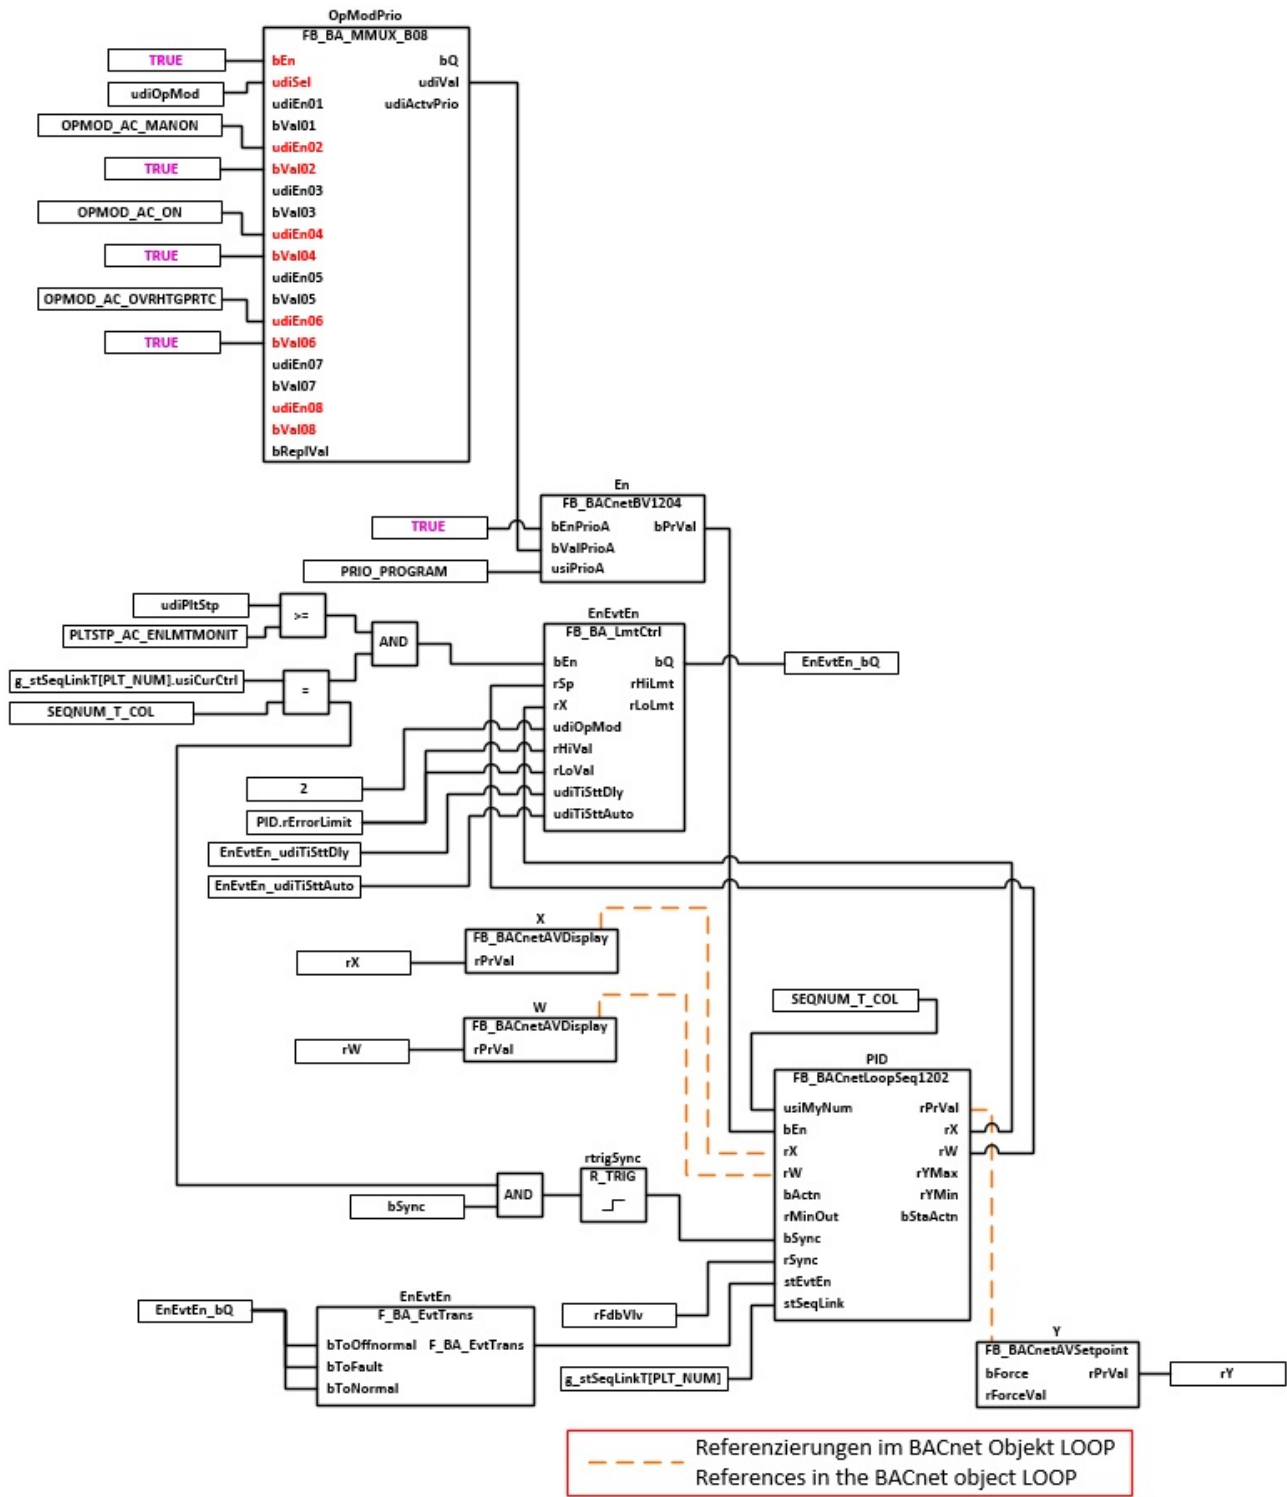 OpModPrio
FB_BA_MMUX_B08
TRUE bEn bQ
udiOpMod udiSel udiVal
udiEn01 udiActvPrio
OPMOD_AC_MANON bVal01
udiEn02
TRUE bVal02
udiEn03
OPMOD_AC_ON bVal03
udiEn04
TRUE bVal04
udiEn05
OPMOD_AC_OVRHTGPRTC bVal05
udiEn06
TRUE bVal06
udiEn07
bVal07
udiEn08
bVal08
bReplVal
En
FB_BACnetBV1204
TRUE bEnPrioA bPrVal
bValPrioA
PRIO_PROGRAM usiPrioA
udiPltStp
>=
PLTSTP_AC_ENLMTMONIT
AND
g_stSeqLinkT[PLT_NUM].usiCurCtrl
=
SEQNUM_T_COL
EnEvtEn
FB_BA_LmtCtrl
bEn bQ EnEvtEn_bQ
rSp rHiLmt
rX rLoLmt
udiOpMod
rHiVal
rLoVal
2 udiTiSttDly
PID.rErrorLimit udiTiSttAuto
EnEvtEn_udiTiSttDly
EnEvtEn_udiTiSttAuto
X
FB_BACnetAVDisplay
rX rPrVal
W
FB_BACnetAVDisplay
rW rPrVal
SEQNUM_T_COL
PID
FB_BACnetLoopSeq1202
usiMyNum rPrVal
bEn rX
rX rW
rW rYMax
bActn rYMin
rMinOut bStaActn
bSync
rSync
stEvtEn
stSeqLink
rtrigSync
R_TRIG
AND
bSync
EnEvtEn
F_BA_EvtTrans
EnEvtEn_bQ
bToOffnormal F_BA_EvtTrans
bToFault
bToNormal
rFdbVlv
g_stSeqLinkT[PLT_NUM]
Y
FB_BACnetAVSetpoint
bForce rPrVal rY
rForceVal
Referenzierungen im BACnet Objekt LOOP
References in the BACnet object LOOP